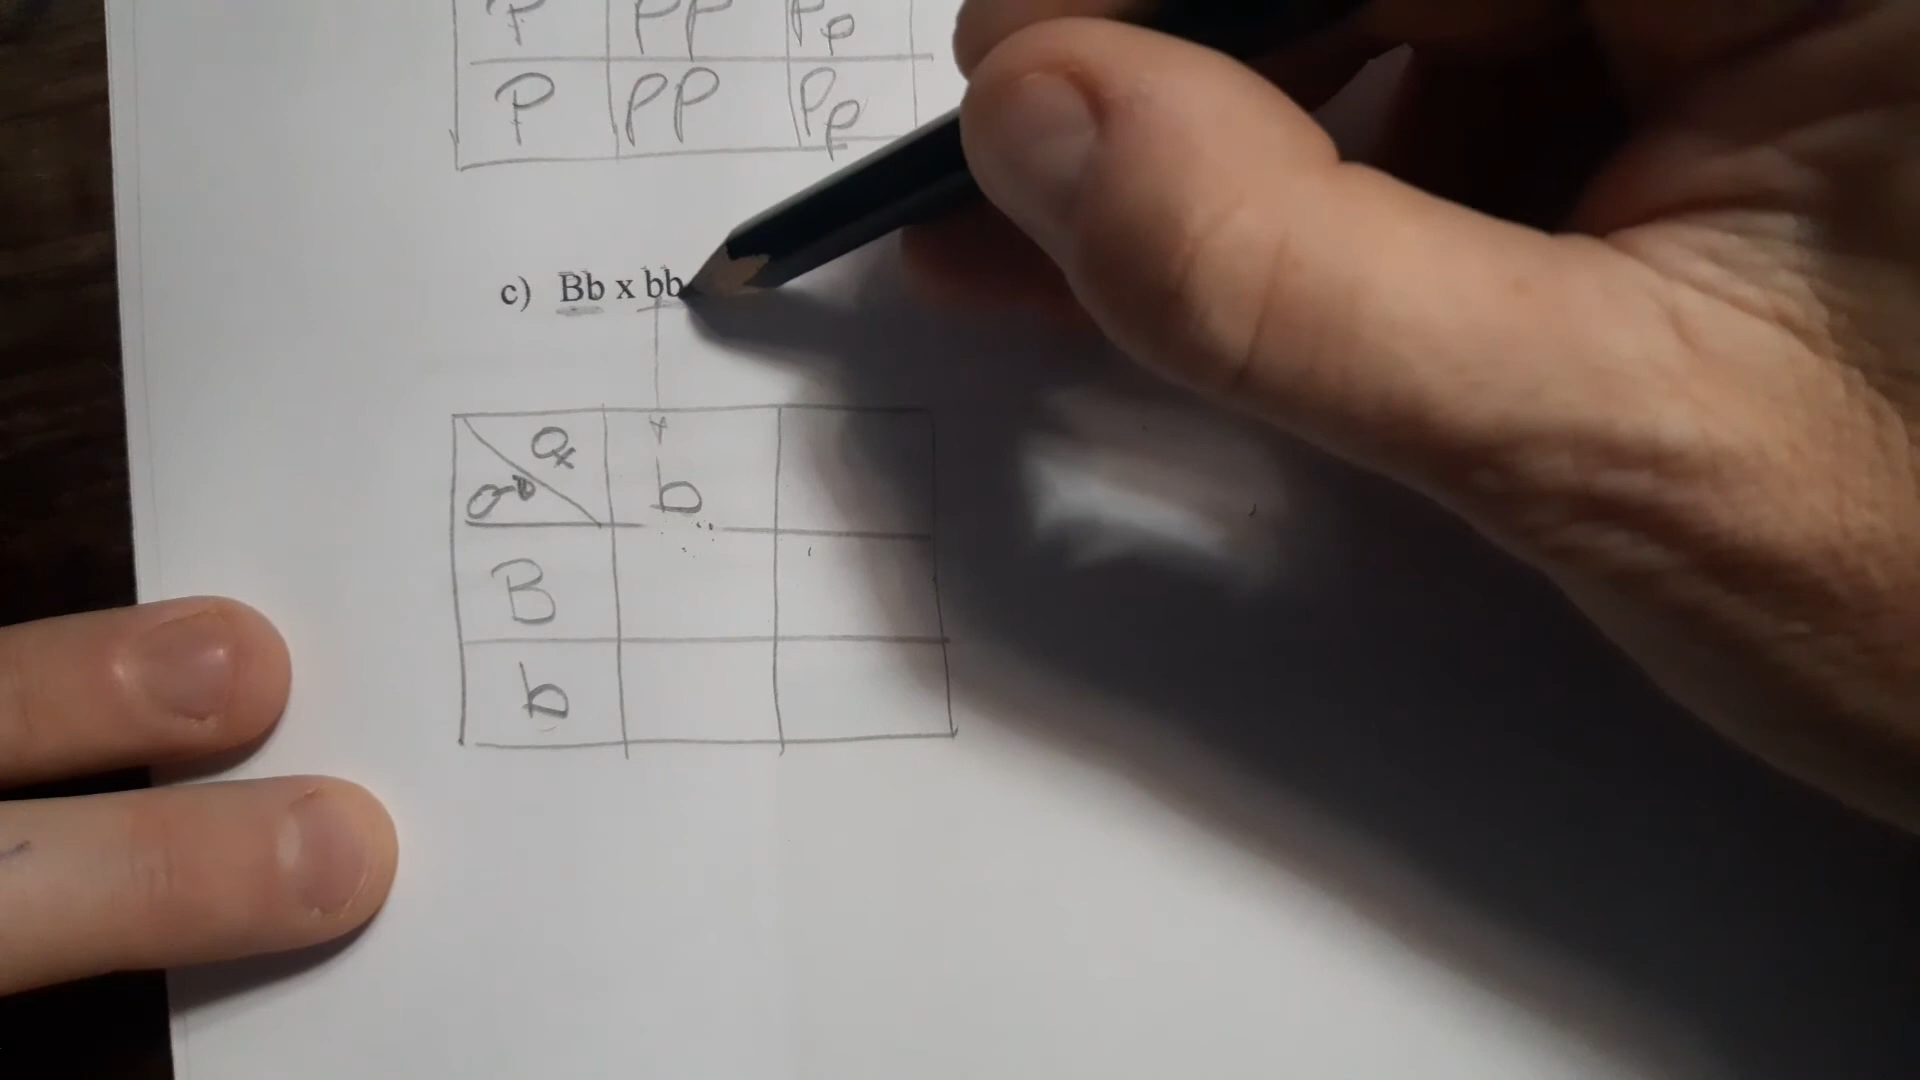 P PP Pp
P PP Pp
c) Bb x bb
♀
♂ b
B
b